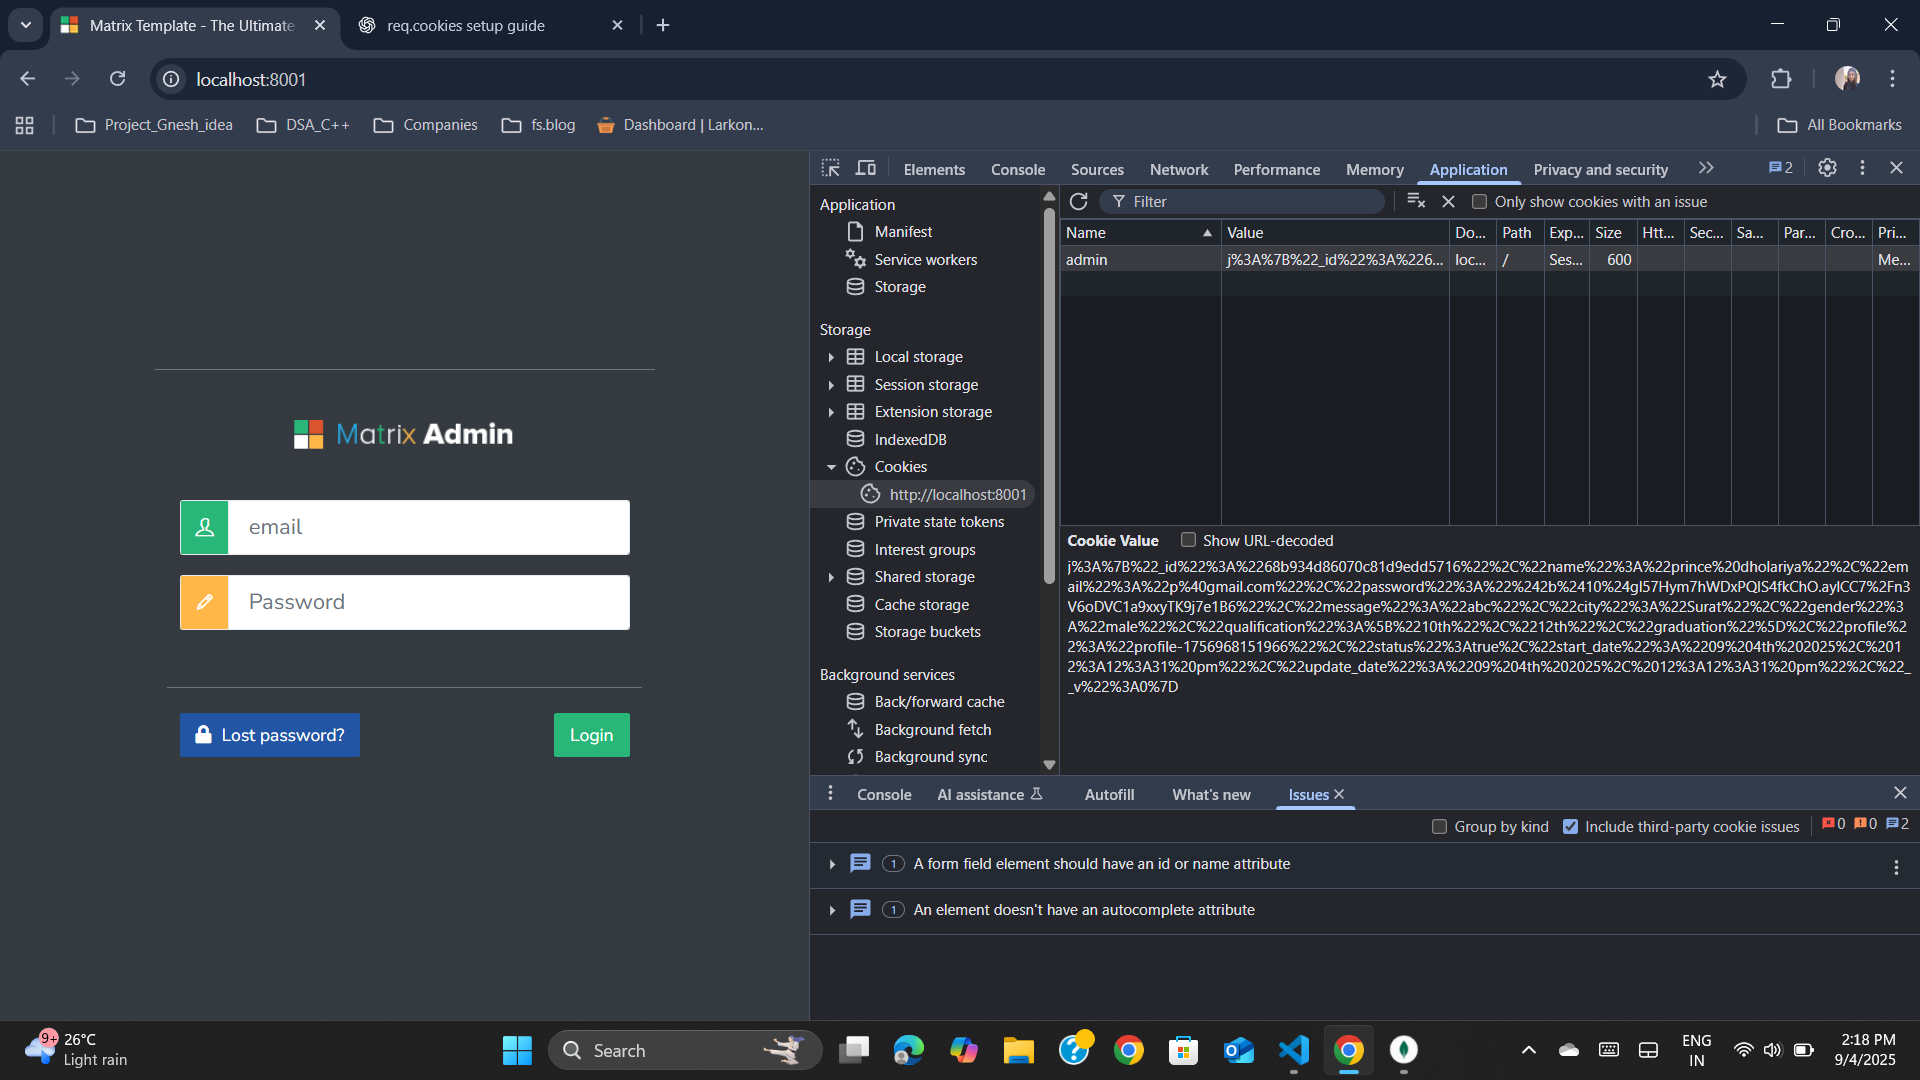 Matrix Template - The Ultimate
req.cookies setup guide
localhost:8001
Project_Gnesh_idea
DSA_C++
Companies
fs.blog
Dashboard | Larkon...
All Bookmarks
Matrix Admin
email
Password
Lost password?
Login
Elements
Console
Sources
Network
Performance
Memory
Application
Privacy and security
2
Application
Manifest
Service workers
Storage
Storage
Local storage
Session storage
Extension storage
IndexedDB
Cookies
http://localhost:8001
Private state tokens
Interest groups
Shared storage
Cache storage
Storage buckets
Background services
Back/forward cache
Background fetch
Background sync
Filter
Only show cookies with an issue
Name Value Do... Path Exp... Size Htt... Sec... Sa... Par... Cro... Pri...
admin j%3A%7B%22_id%22%3A%226... loc... / Ses... 600 Me...
Cookie Value Show URL-decoded
j%3A%7B%22_id%22%3A%2268b934d86070c81d9edd5716%22%2C%22name%22%3A%22prince%20dholariya%22%2C%22em
ail%22%3A%22p%40gmail.com%22%2C%22password%22%3A%22%242b%2410%24gI57Hym7hWDxPQIS4fkChO.aylCC7%2Fn3
V6oDVC1a9xxyTK9j7e1B6%22%2C%22message%22%3A%22abc%22%2C%22city%22%3A%22Surat%22%2C%22gender%22%3
A%22male%22%2C%22qualification%22%3A%5B%2210th%22%2C%2212th%22%2C%22graduation%22%5D%2C%22profile%2
2%3A%22profile-1756968151966%22%2C%22status%22%3Atrue%2C%22start_date%22%3A%2209%204th%202025%2C%201
2%3A12%3A31%20pm%22%2C%22update_date%22%3A%2209%204th%202025%2C%2012%3A12%3A31%20pm%22%2C%22_
_v%22%3A0%7D
Console
AI assistance
Autofill
What's new
Issues
Group by kind
Include third-party cookie issues
0 0 2
1 A form field element should have an id or name attribute
1 An element doesn't have an autocomplete attribute
9+
26°C
Light rain
Search
ENG
IN
2:18 PM
9/4/2025